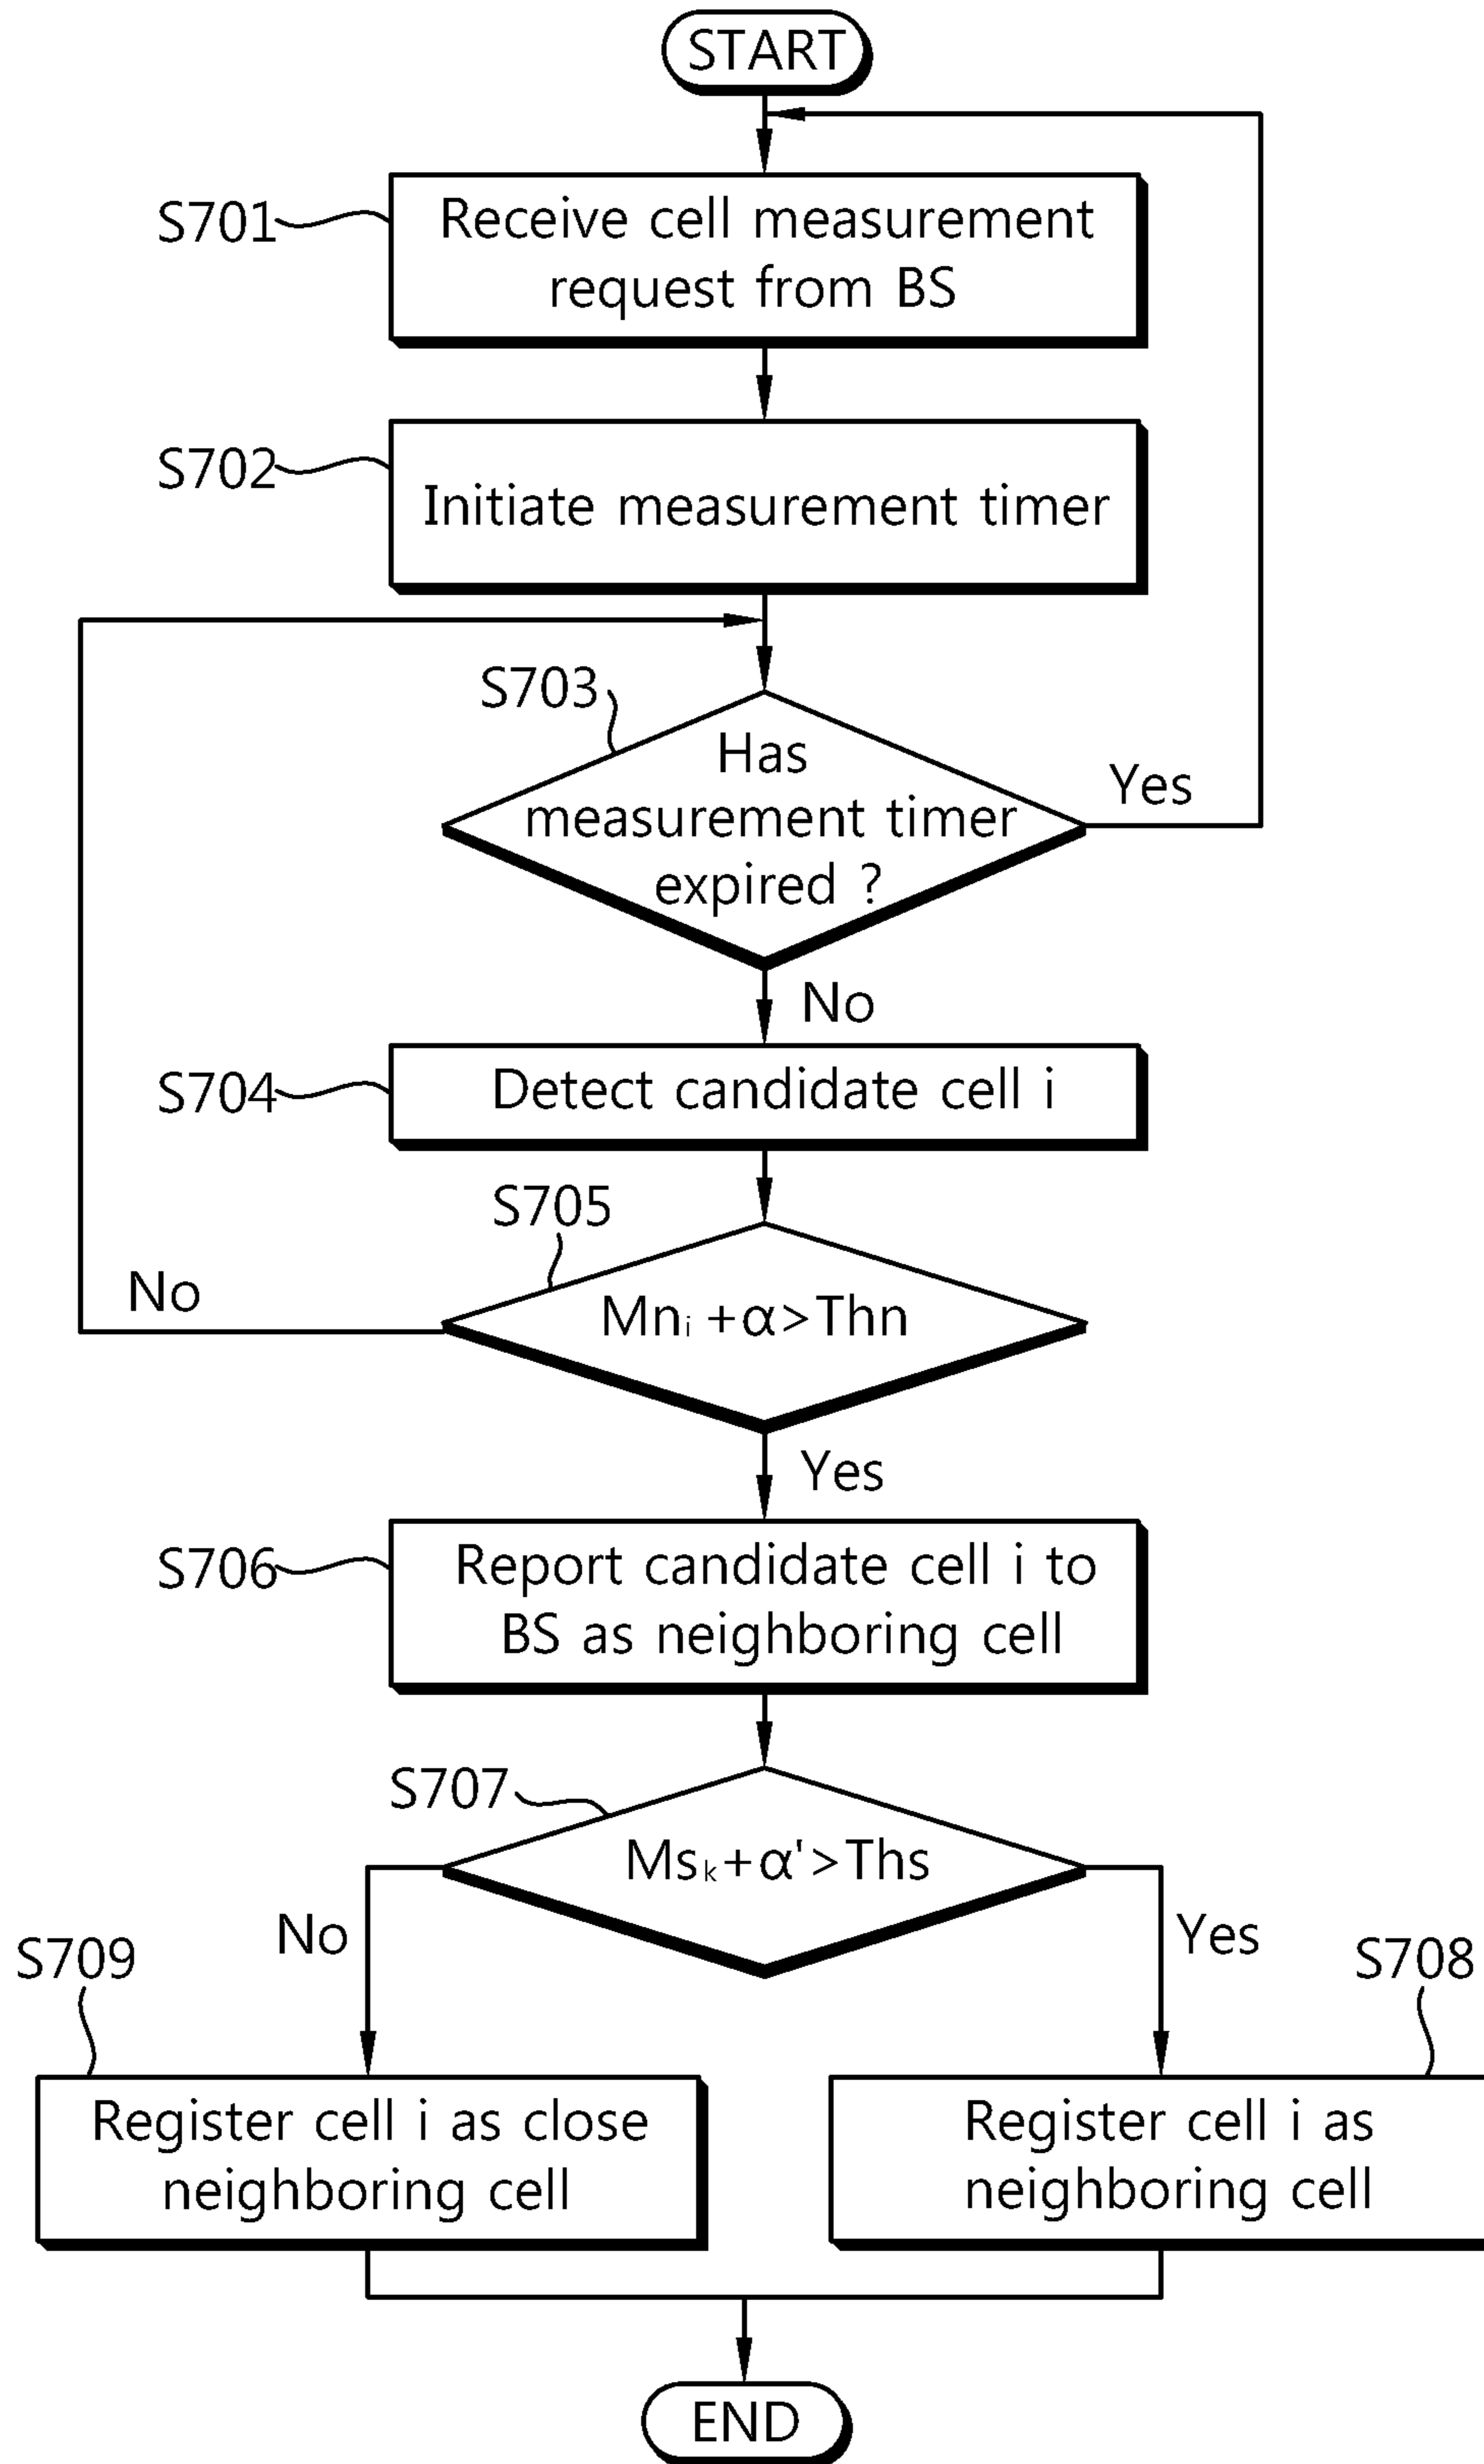 START
S701
Receive cell measurement
request from BS
S702
Initiate measurement timer
S703
Has
measurement timer
expired ?
Yes
No
S704
Detect candidate cell i
S705
Mnᵢ +α>Thn
No
Yes
S706
Report candidate cell i to
BS as neighboring cell
S707
Msₖ+α'>Ths
No
Yes
S709
S708
Register cell i as close
neighboring cell
Register cell i as
neighboring cell
END